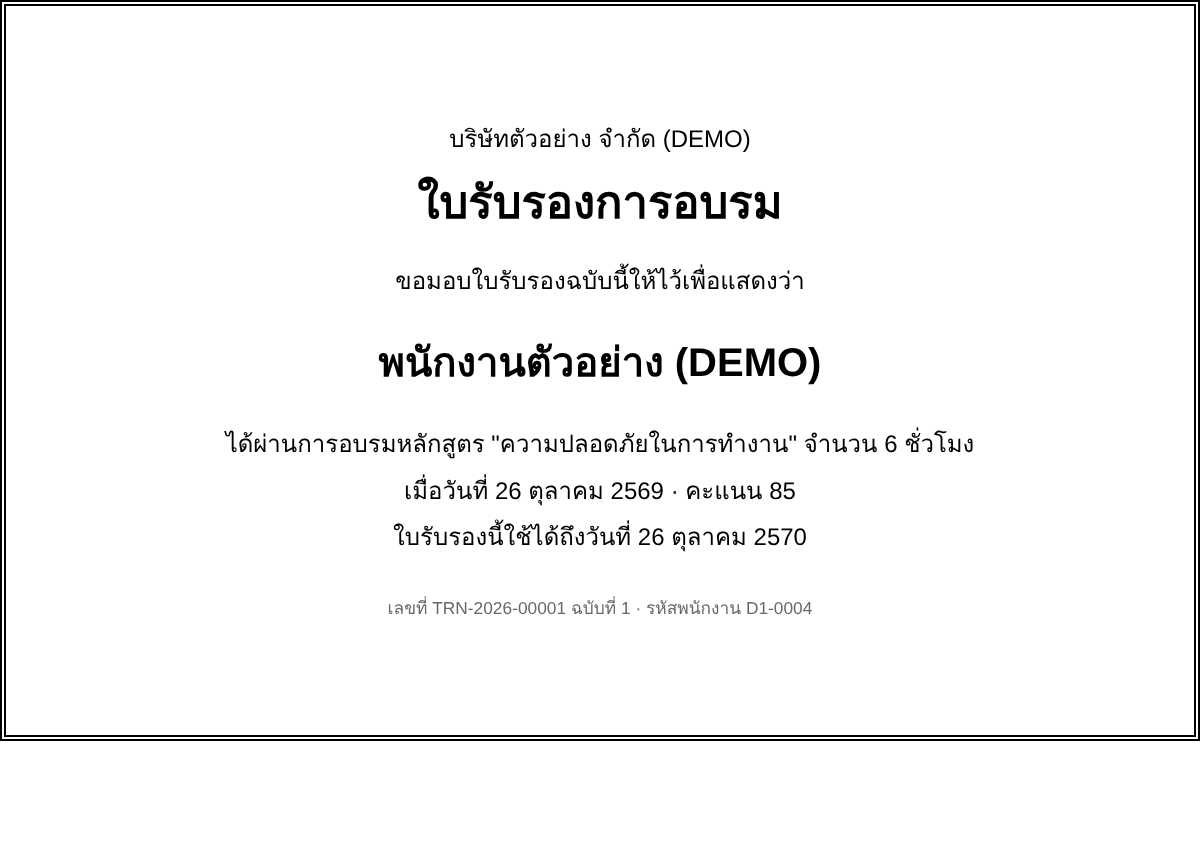 บริษัทตัวอย่าง จำกัด (DEMO)
ใบรับรองการอบรม
ขอมอบใบรับรองฉบับนี้ให้ไว้เพื่อแสดงว่า
พนักงานตัวอย่าง (DEMO)
ได้ผ่านการอบรมหลักสูตร "ความปลอดภัยในการทำงาน" จำนวน 6 ชั่วโมง
เมื่อวันที่ 26 ตุลาคม 2569 · คะแนน 85
ใบรับรองนี้ใช้ได้ถึงวันที่ 26 ตุลาคม 2570
เลขที่ TRN-2026-00001 ฉบับที่ 1 · รหัสพนักงาน D1-0004